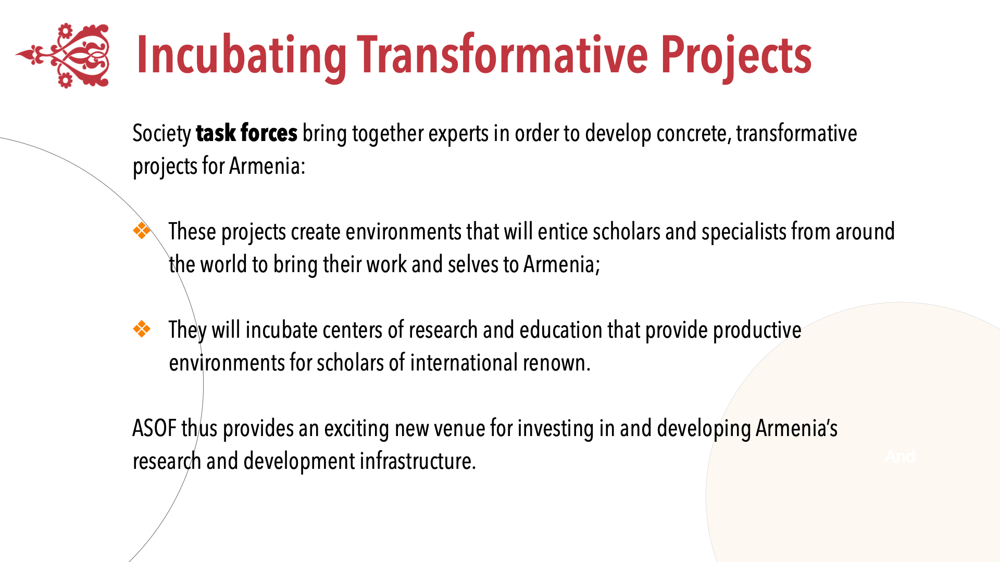 Incubating Transformative Projects
Society task forces bring together experts in order to develop concrete, transformative
projects for Armenia:
❖ These projects create environments that will entice scholars and specialists from around
the world to bring their work and selves to Armenia;
❖ They will incubate centers of research and education that provide productive
environments for scholars of international renown.
ASOF thus provides an exciting new venue for investing in and developing Armenia’s
research and development infrastructure.
And